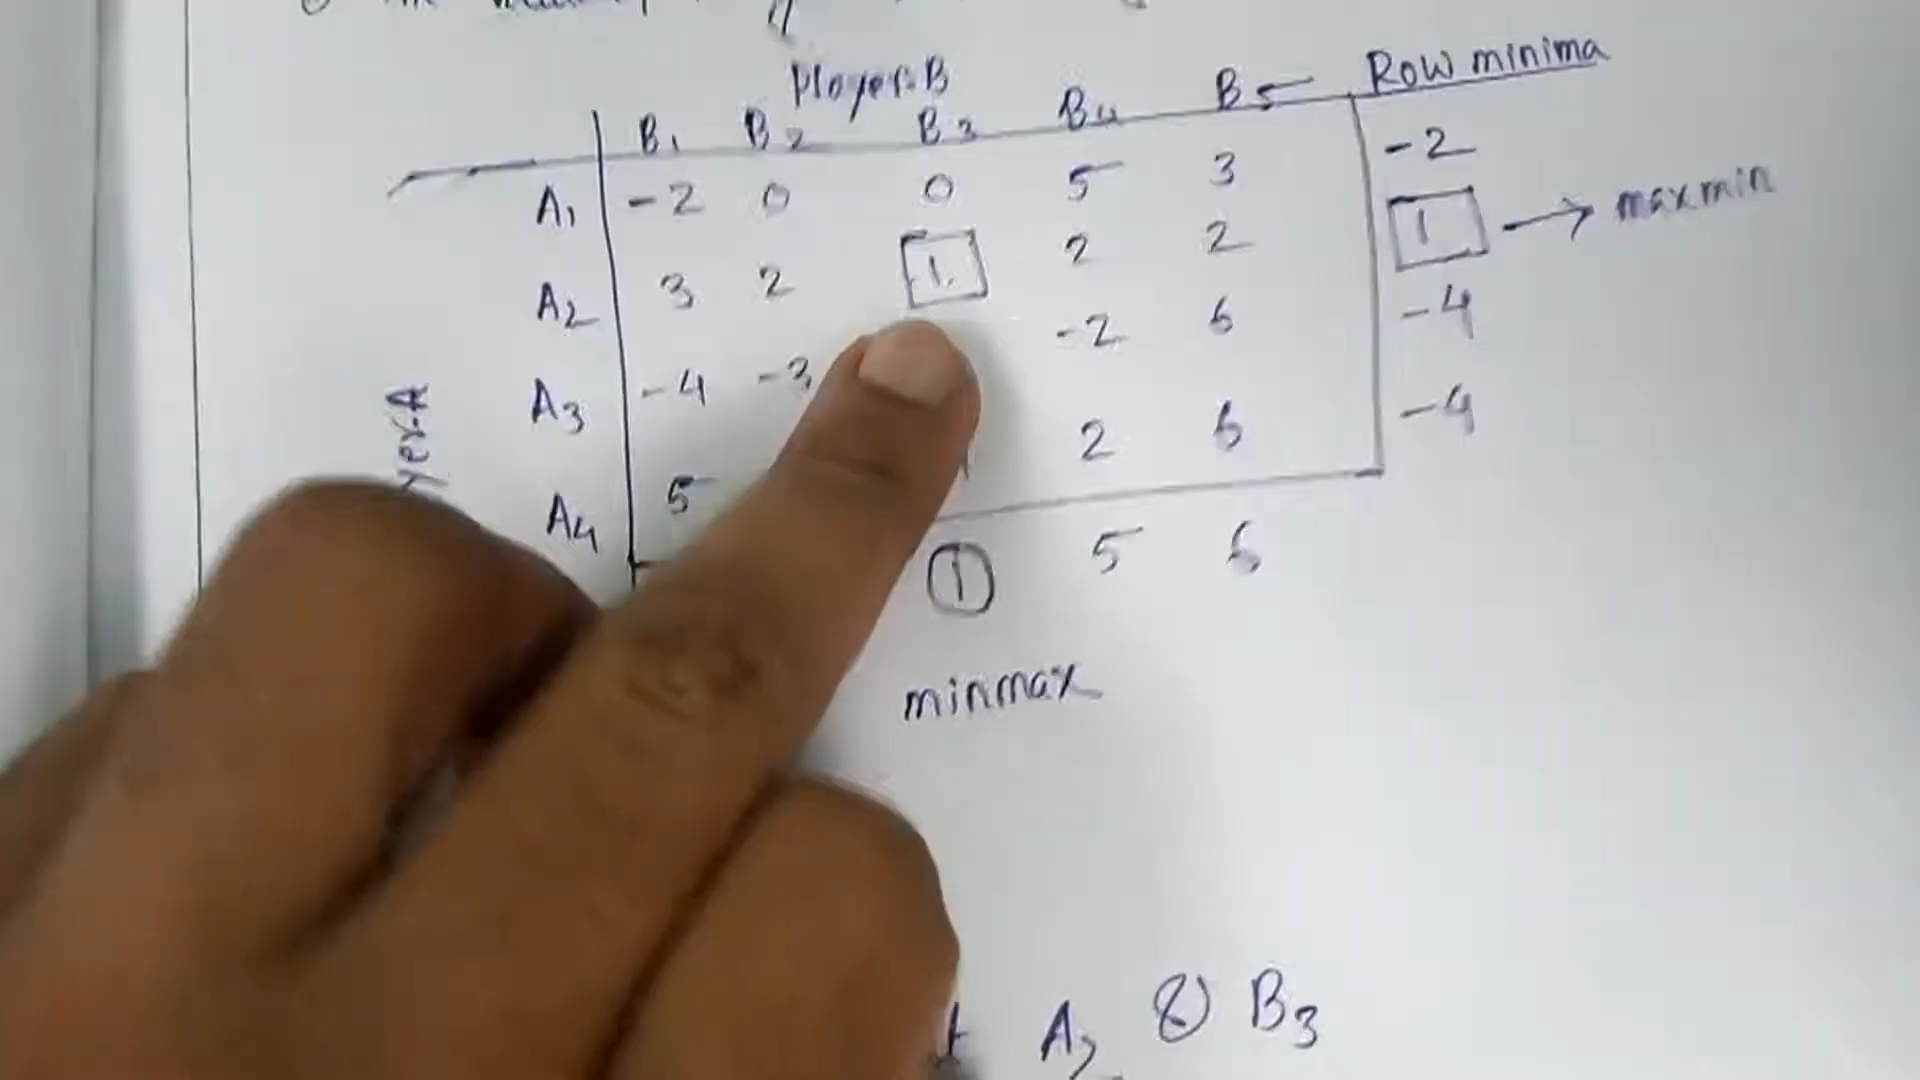 Player-B
B1 B2 B3 B4 B5 Row minima
A1 -2 0 0 5 3 -2
A2 3 2 1 2 2 1 → maxmin
A3 -4 -3 -2 6 -4
A4 5 2 6 -4
1 5 6
minmax
A2 & B3